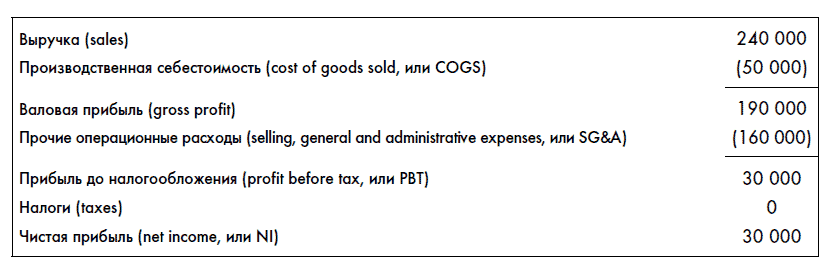 Выручка (sales) 240 000
Производственная себестоимость (cost of goods sold, или COGS) (50 000)
Валовая прибыль (gross profit) 190 000
Прочие операционные расходы (selling, general and administrative expenses, или SG&A) (160 000)
Прибыль до налогообложения (profit before tax, или PBT) 30 000
Налоги (taxes) 0
Чистая прибыль (net income, или NI) 30 000